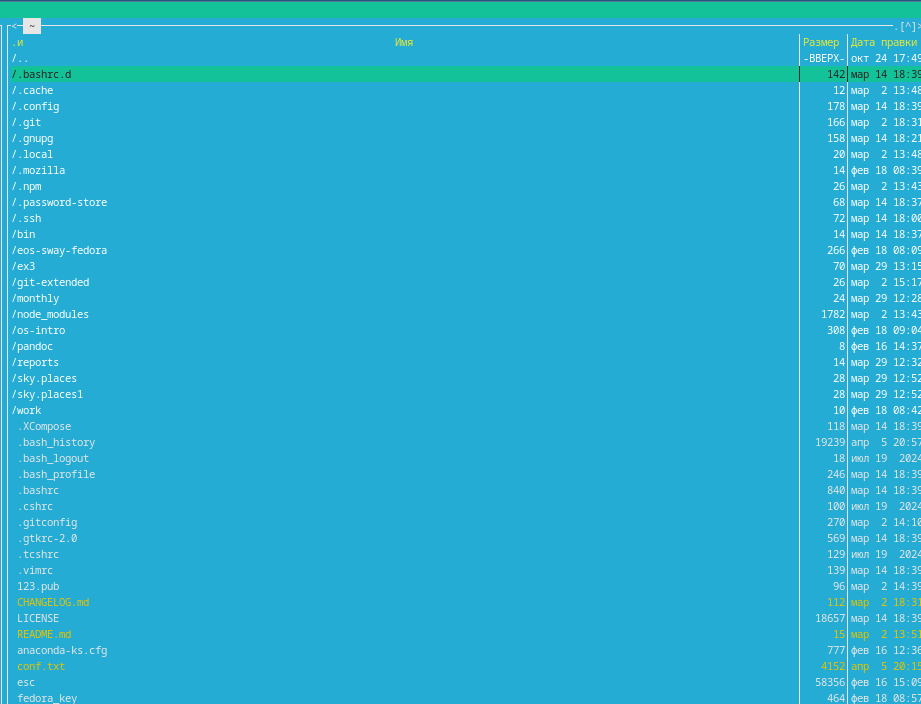 <- ~ .[^]>
.и Имя Размер Дата правки
/.. -ВВЕРХ- окт 24 17:49
/.bashrc.d 142 мар 14 18:39
/.cache 12 мар 2 13:48
/.config 178 мар 14 18:39
/.git 166 мар 2 18:31
/.gnupg 158 мар 14 18:21
/.local 20 мар 2 13:48
/.mozilla 14 фев 18 08:39
/.npm 26 мар 2 13:43
/.password-store 68 мар 14 18:37
/.ssh 72 мар 14 18:00
/bin 14 мар 14 18:37
/eos-sway-fedora 266 фев 18 08:09
/ex3 70 мар 29 13:15
/git-extended 26 мар 2 15:17
/monthly 24 мар 29 12:28
/node_modules 1782 мар 2 13:43
/os-intro 308 фев 18 09:04
/pandoc 8 фев 16 14:37
/reports 14 мар 29 12:32
/sky.places 28 мар 29 12:52
/sky.places1 28 мар 29 12:52
/work 10 фев 18 08:42
.XCompose 118 мар 14 18:39
.bash_history 19239 апр 5 20:57
.bash_logout 18 июл 19 2024
.bash_profile 246 мар 14 18:39
.bashrc 840 мар 14 18:39
.cshrc 100 июл 19 2024
.gitconfig 270 мар 2 14:10
.gtkrc-2.0 569 мар 14 18:39
.tcshrc 129 июл 19 2024
.vimrc 139 мар 14 18:39
123.pub 96 мар 2 14:39
CHANGELOG.md 112 мар 2 18:31
LICENSE 18657 мар 14 18:39
README.md 15 мар 2 13:51
anaconda-ks.cfg 777 фев 16 12:36
conf.txt 4152 апр 5 20:15
esc 58356 фев 16 15:09
fedora_key 464 фев 18 08:57